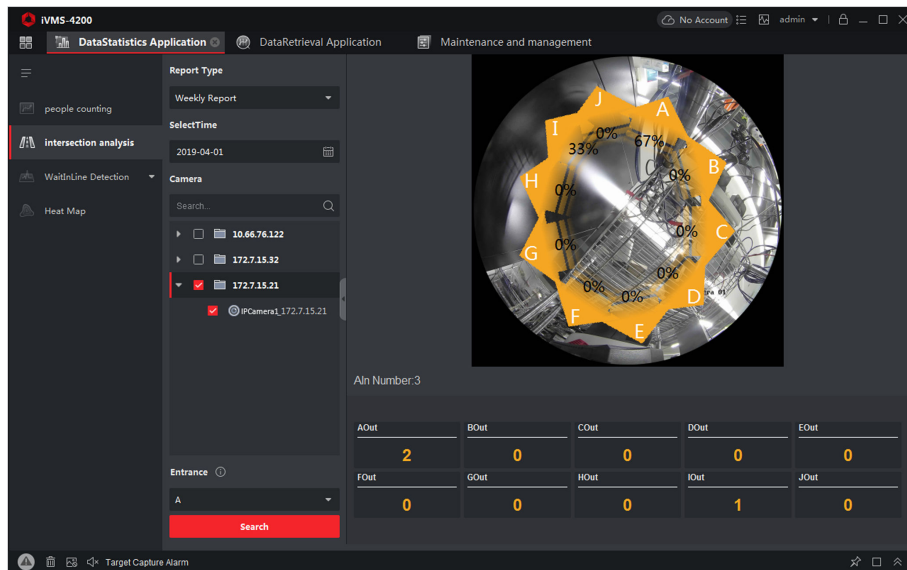 iVMS-4200
No Account
admin
DataStatistics Application
DataRetrieval Application
Maintenance and management
people counting
intersection analysis
WaitInLine Detection
Heat Map
Report Type
Weekly Report
SelectTime
2019-04-01
Camera
Search...
10.66.76.122
172.7.15.32
172.7.15.21
IPCamera1_172.7.15.21
Entrance
A
Search
J
A
I
0%
67%
33%
B
0%
H
0%
C
0%
G
0%
0%
D
0%
0%
F
E
AIn Number:3
AOut
BOut
COut
DOut
EOut
2
0
0
0
0
FOut
GOut
HOut
IOut
JOut
0
0
0
1
0
Target Capture Alarm